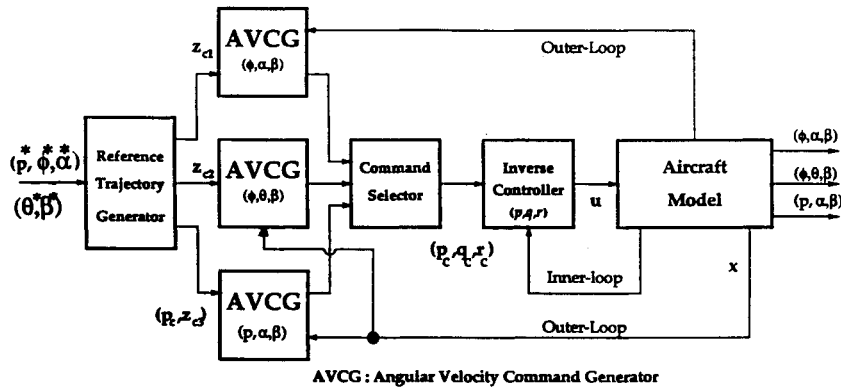 AVCG
(ϕ,α,β)
z_c1
Outer-Loop
(p*, ϕ*, α*)
(θ*, β*)
Reference
Trajectory
Generator
z_c2
AVCG
(ϕ,θ,β)
Command
Selector
Inverse
Controller
(p,q,r)
u
Aircraft
Model
(ϕ,α,β)
(ϕ,θ,β)
(p, α,β)
(p_c,q_c,r_c)
Inner-loop
x
(p_c,z_c3)
AVCG
(p,α,β)
Outer-Loop
AVCG : Angular Velocity Command Generator